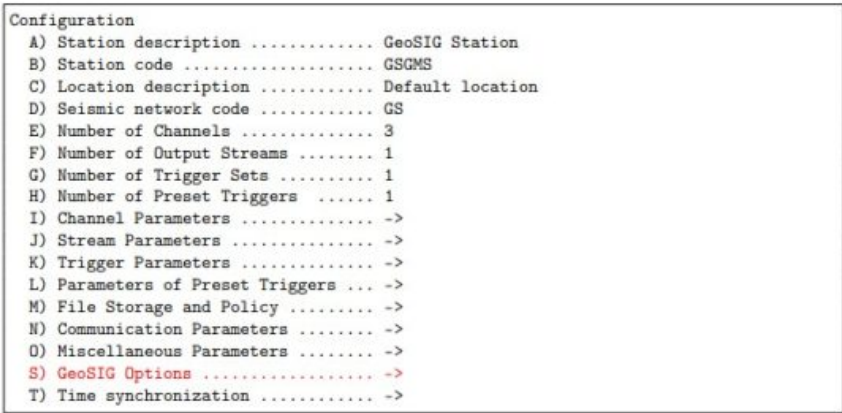 Configuration
A) Station description ............. GeoSIG Station
B) Station code .................... GSGMS
C) Location description ............ Default location
D) Seismic network code ............ GS
E) Number of Channels .............. 3
F) Number of Output Streams ........ 1
G) Number of Trigger Sets .......... 1
H) Number of Preset Triggers  ...... 1
I) Channel Parameters .............. ->
J) Stream Parameters ............... ->
K) Trigger Parameters .............. ->
L) Parameters of Preset Triggers ... ->
M) File Storage and Policy ......... ->
N) Communication Parameters ........ ->
O) Miscellaneous Parameters ........ ->
S) GeoSIG Options .................. ->
T) Time synchronization ............ ->